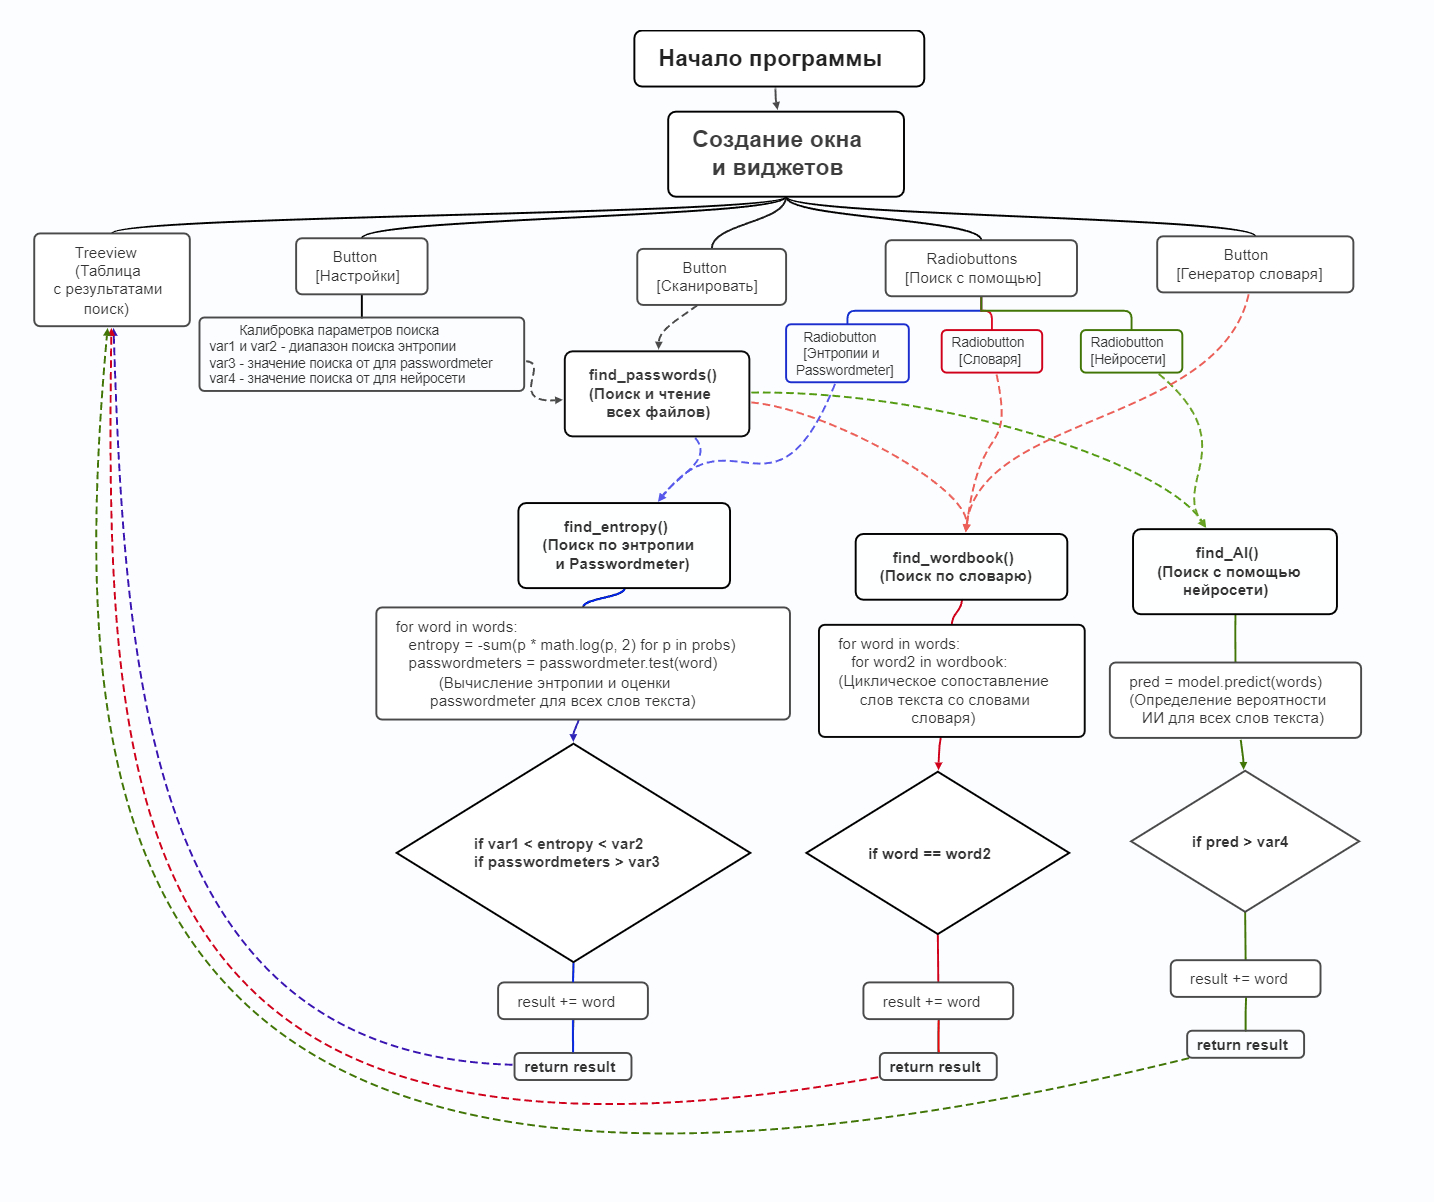 Начало программы
Создание окна
и виджетов
Treeview
(Таблица
с результатами
поиск)
Button
[Настройки]
Button
[Сканировать]
Radiobuttons
[Поиск с помощью]
Button
[Генератор словаря]
Калибровка параметров поиска
var1 и var2 - диапазон поиска энтропии
var3 - значение поиска от для passwordmeter
var4 - значение поиска от для нейросети
Radiobutton
[Энтропии и
Passwordmeter]
Radiobutton
[Словаря]
Radiobutton
[Нейросети]
find_passwords()
(Поиск и чтение
всех файлов)
find_entropy()
(Поиск по энтропии
и Passwordmeter)
find_wordbook()
(Поиск по словарю)
find_AI()
(Поиск с помощью
нейросети)
for word in words:
entropy = -sum(p * math.log(p, 2) for p in probs)
passwordmeters = passwordmeter.test(word)
(Вычисление энтропии и оценки
passwordmeter для всех слов текста)
for word in words:
for word2 in wordbook:
(Циклическое сопоставление
слов текста со словами
словаря)
pred = model.predict(words)
(Определение вероятности
ИИ для всех слов текста)
if var1 < entropy < var2
if passwordmeters > var3
if word == word2
if pred > var4
result += word
result += word
result += word
return result
return result
return result